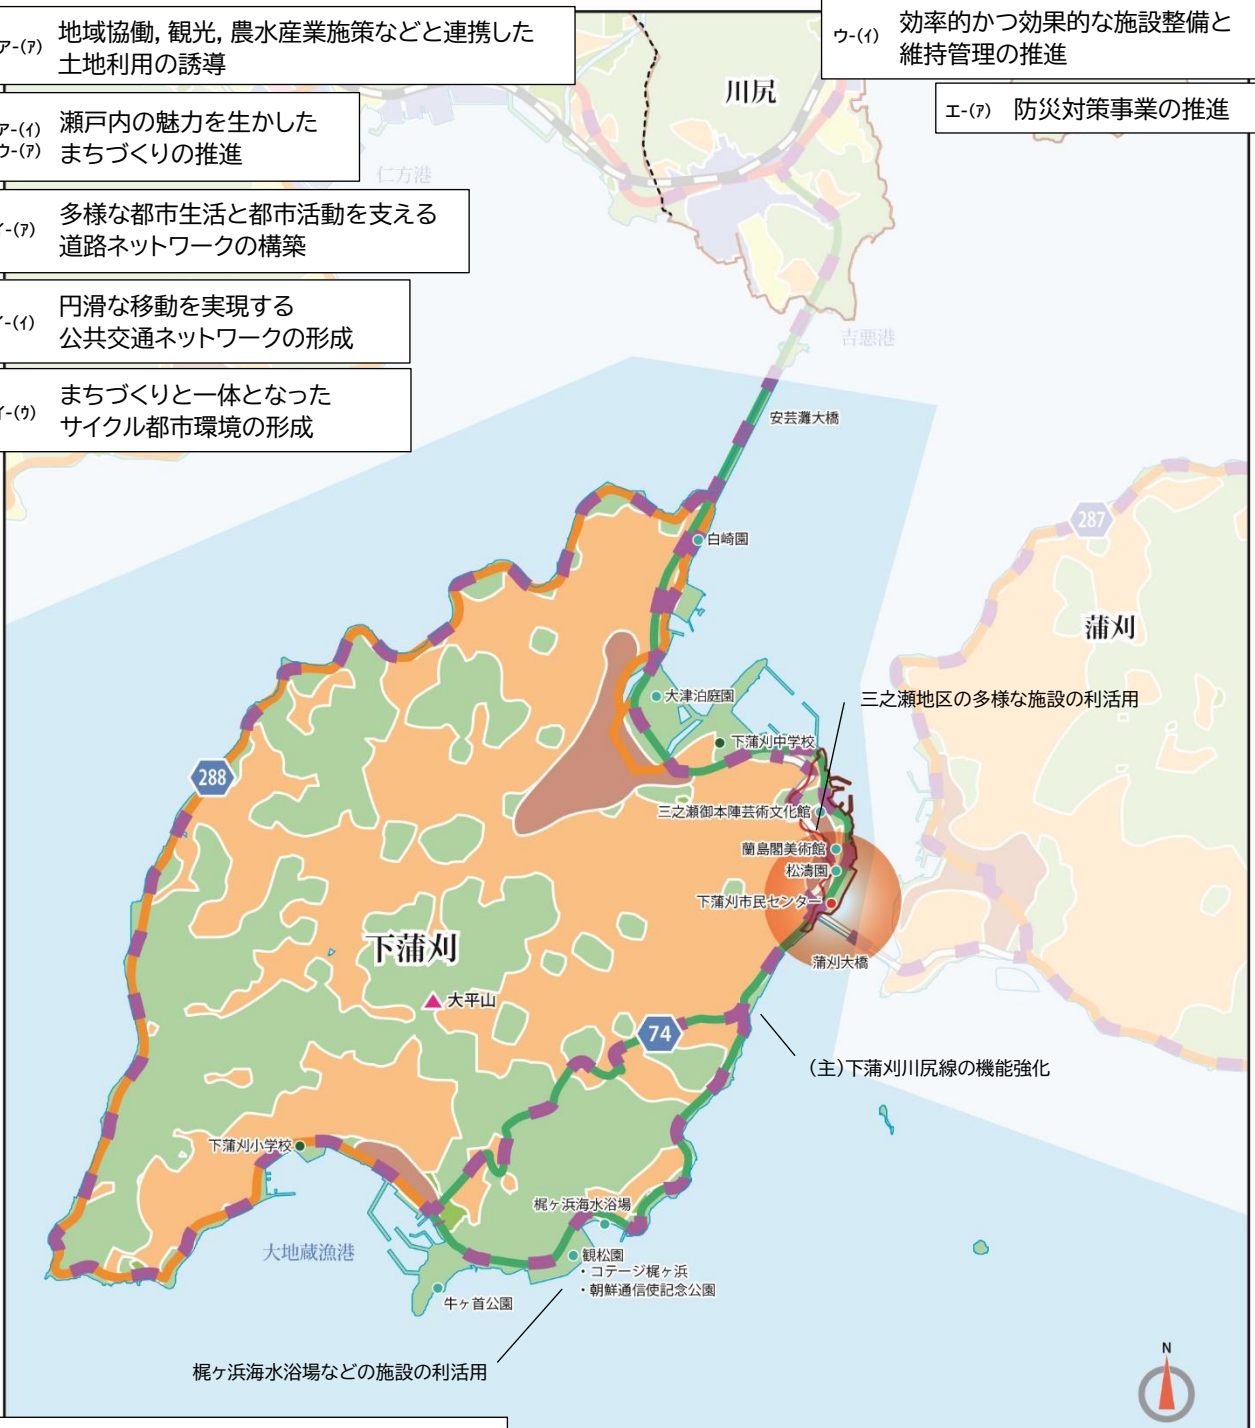 ア-(ア) 地域協働，観光，農水産業施策などと連携した
土地利用の誘導
ウ-(イ) 効率的かつ効果的な施設整備と
維持管理の推進
エ-(ア) 防災対策事業の推進
ア-(イ) 瀬戸内の魅力を生かした
ウ-(ア) まちづくりの推進
イ-(ア) 多様な都市生活と都市活動を支える
道路ネットワークの構築
イ-(イ) 円滑な移動を実現する
公共交通ネットワークの形成
イ-(ウ) まちづくりと一体となった
サイクル都市環境の形成
川尻
仁方港
吉悪港
安芸灘大橋
287
白崎園
蒲刈
大津泊庭園
三之瀬地区の多様な施設の利活用
下蒲刈中学校
288
三之瀬御本陣芸術文化館
蘭島閣美術館
松濤園
下蒲刈市民センター
下蒲刈
蒲刈大橋
大平山
74
(主)下蒲刈川尻線の機能強化
下蒲刈小学校
梶ヶ浜海水浴場
大地蔵漁港
観松園
・コテージ梶ヶ浜
・朝鮮通信使記念公園
牛ヶ首公園
梶ヶ浜海水浴場などの施設の利活用
N